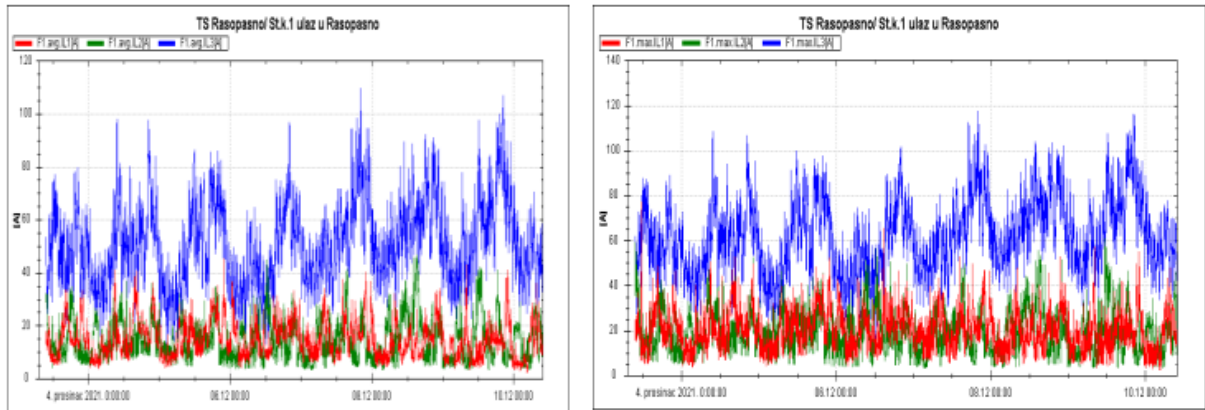 TS Rasopasno/ St.k.1 ulaz u Rasopasno
F1.avg.IL1[A] F1.avg.IL2[A] F1.avg.IL3[A]
120
100
80
60
40
20
0
[A]
4. prosinac 2021. 0:00:00 06.12 00:00 08.12 00:00 10.12 00:00
TS Rasopasno/ St.k.1 ulaz u Rasopasno
F1.max.IL1[A] F1.max.IL2[A] F1.max.IL3[A]
140
120
100
80
60
40
20
0
[A]
4. prosinac 2021. 0:00:00 06.12 00:00 08.12 00:00 10.12 00:00